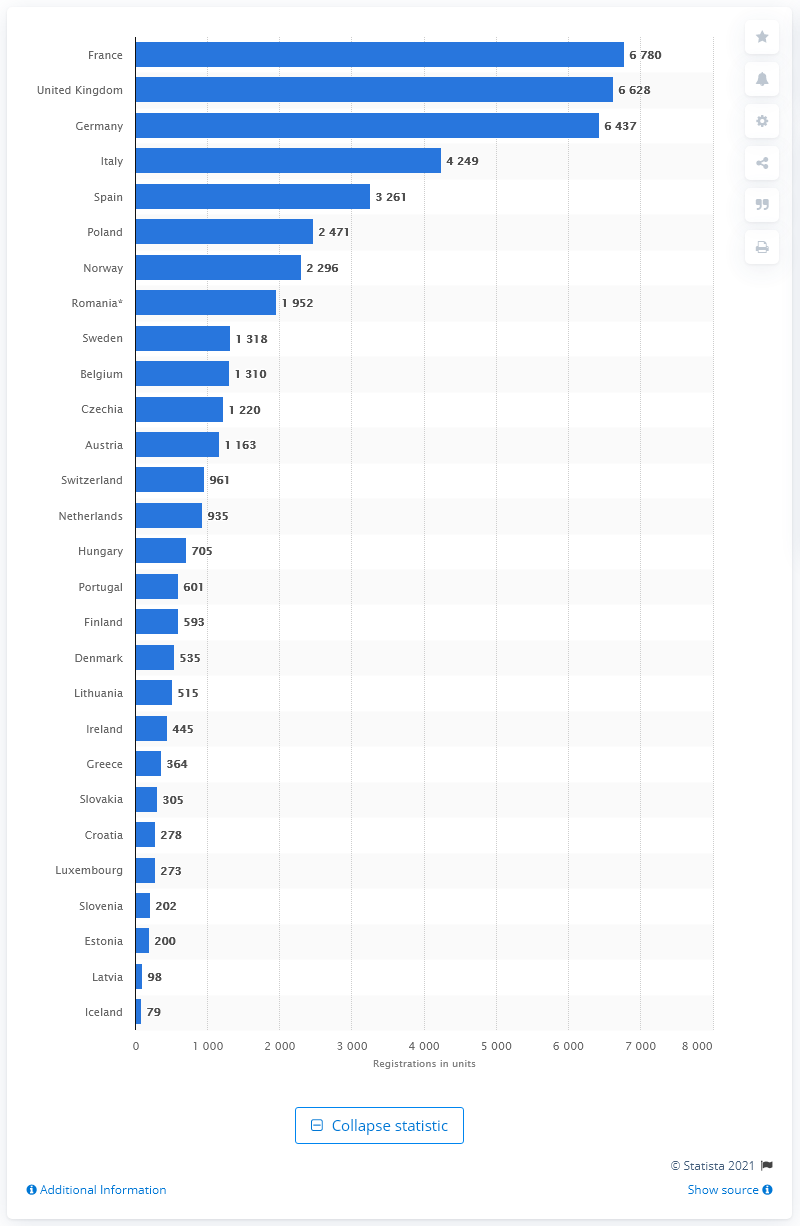 France 6 780
United Kingdom 6 628
Germany 6 437
Italy 4 249
Spain 3 261
Poland 2 471
Norway 2 296
Romania* 1 952
Sweden 1 318
Belgium 1 310
Czechia 1 220
Austria 1 163
Switzerland 961
Netherlands 935
Hungary 705
Portugal 601
Finland 593
Denmark 535
Lithuania 515
Ireland 445
Greece 364
Slovakia 305
Croatia 278
Luxembourg 273
Slovenia 202
Estonia 200
Latvia 98
Iceland 79
0 1 000 2 000 3 000 4 000 5 000 6 000 7 000 8 000
Registrations in units
Collapse statistic
© Statista 2021
Additional Information Show source